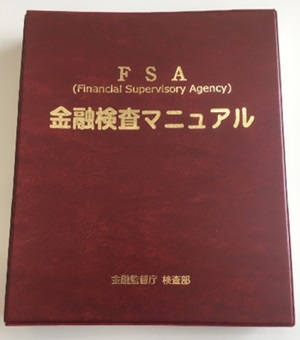 F S A
(Financial Supervisory Agency)
金融検査マニュアル
金融監督庁 検査部